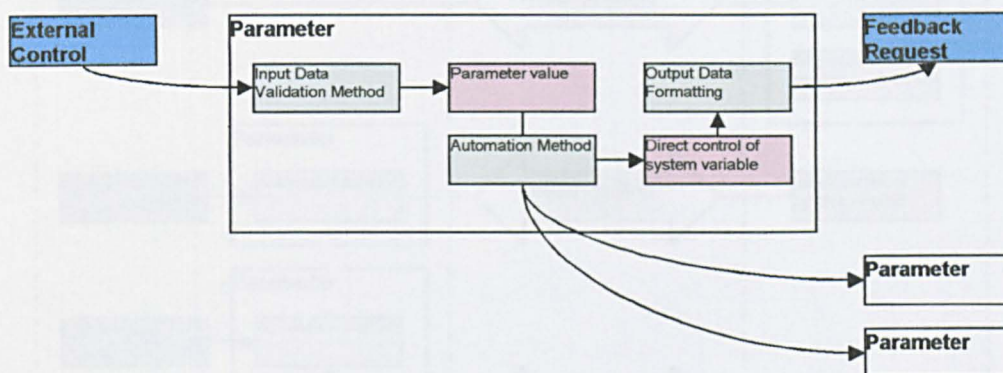 External
Control
Parameter
Feedback
Request
Input Data
Validation Method
Parameter value
Output Data
Formatting
Automation Method
Direct control of
system variable
Parameter
Parameter